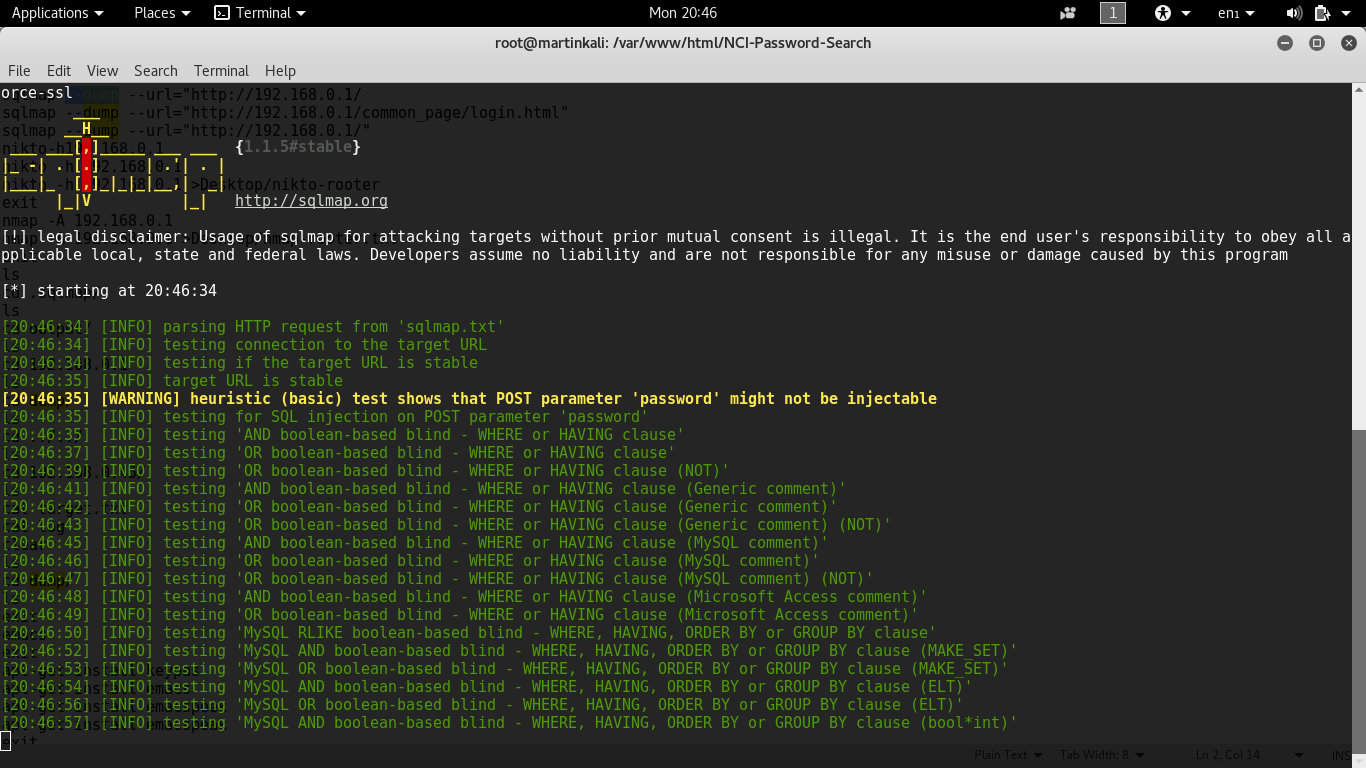 Applications Places Terminal Mon 20:46 1 en₁
root@martinkali: /var/www/html/NCI-Password-Search
File Edit View Search Terminal Help
orce-ssl
--dump --url="http://192.168.0.1/
sqlmap --dump --url="http://192.168.0.1/common_page/login.html"
sqlmap --dump --url="http://192.168.0.1/"
{1.1.5#stable}
>Desktop/nikto-rooter
exit
http://sqlmap.org
nmap -A 192.168.0.1
[!] legal disclaimer: Usage of sqlmap for attacking targets without prior mutual consent is illegal. It is the end user's responsibility to obey all a
pplicable local, state and federal laws. Developers assume no liability and are not responsible for any misuse or damage caused by this program
ls
[*] starting at 20:46:34
ls
[20:46:34] [INFO] parsing HTTP request from 'sqlmap.txt'
[20:46:34] [INFO] testing connection to the target URL
[20:46:34] [INFO] testing if the target URL is stable
[20:46:35] [INFO] target URL is stable
[20:46:35] [WARNING] heuristic (basic) test shows that POST parameter 'password' might not be injectable
[20:46:35] [INFO] testing for SQL injection on POST parameter 'password'
[20:46:35] [INFO] testing 'AND boolean-based blind - WHERE or HAVING clause'
[20:46:37] [INFO] testing 'OR boolean-based blind - WHERE or HAVING clause'
[20:46:39] [INFO] testing 'OR boolean-based blind - WHERE or HAVING clause (NOT)'
[20:46:41] [INFO] testing 'AND boolean-based blind - WHERE or HAVING clause (Generic comment)'
[20:46:42] [INFO] testing 'OR boolean-based blind - WHERE or HAVING clause (Generic comment)'
[20:46:43] [INFO] testing 'OR boolean-based blind - WHERE or HAVING clause (Generic comment) (NOT)'
[20:46:45] [INFO] testing 'AND boolean-based blind - WHERE or HAVING clause (MySQL comment)'
[20:46:46] [INFO] testing 'OR boolean-based blind - WHERE or HAVING clause (MySQL comment)'
[20:46:47] [INFO] testing 'OR boolean-based blind - WHERE or HAVING clause (MySQL comment) (NOT)'
[20:46:48] [INFO] testing 'AND boolean-based blind - WHERE or HAVING clause (Microsoft Access comment)'
[20:46:49] [INFO] testing 'OR boolean-based blind - WHERE or HAVING clause (Microsoft Access comment)'
[20:46:50] [INFO] testing 'MySQL RLIKE boolean-based blind - WHERE, HAVING, ORDER BY or GROUP BY clause'
[20:46:52] [INFO] testing 'MySQL AND boolean-based blind - WHERE, HAVING, ORDER BY or GROUP BY clause (MAKE_SET)'
[20:46:53] [INFO] testing 'MySQL OR boolean-based blind - WHERE, HAVING, ORDER BY or GROUP BY clause (MAKE_SET)'
[20:46:54] [INFO] testing 'MySQL AND boolean-based blind - WHERE, HAVING, ORDER BY or GROUP BY clause (ELT)'
[20:46:56] [INFO] testing 'MySQL OR boolean-based blind - WHERE, HAVING, ORDER BY or GROUP BY clause (ELT)'
[20:46:57] [INFO] testing 'MySQL AND boolean-based blind - WHERE, HAVING, ORDER BY or GROUP BY clause (bool*int)'
exit
Plain Text Tab Width: 8 Ln 2, Col 14 INS